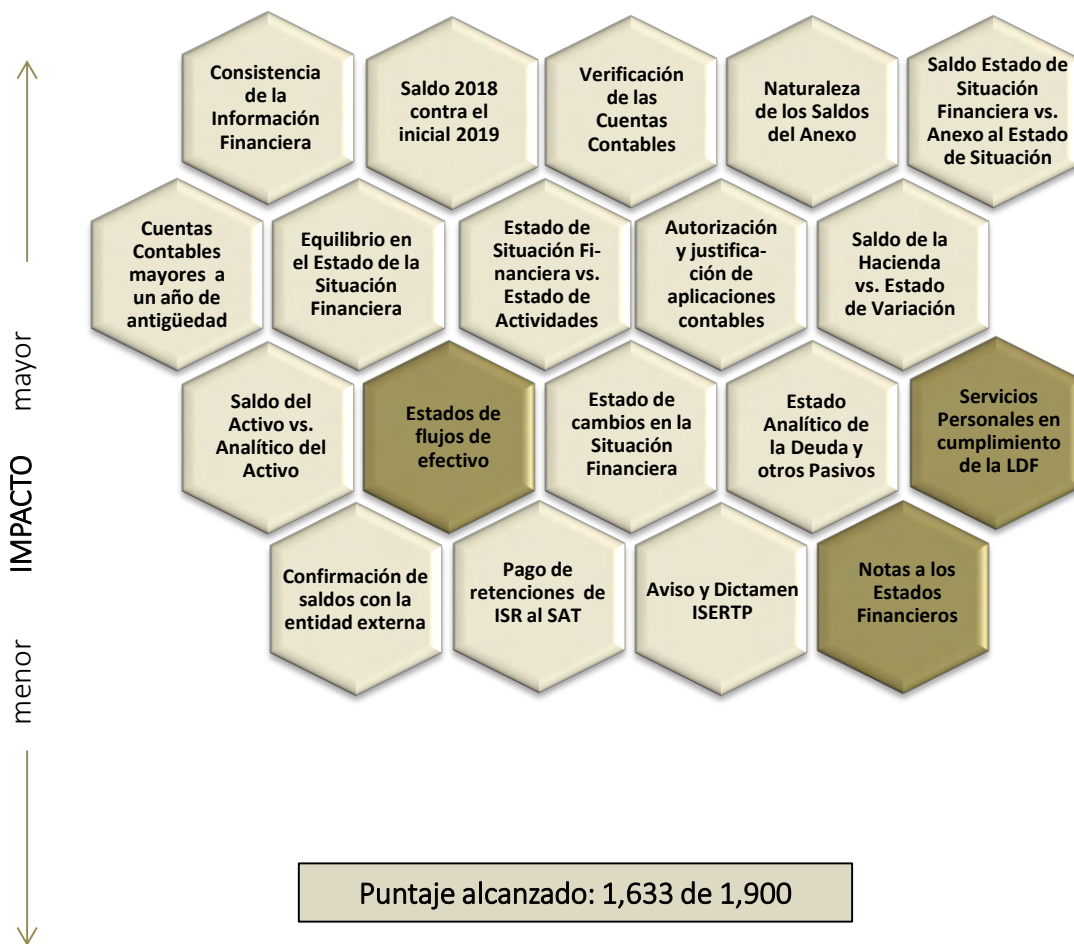 Consistencia
de la
Información
Financiera
Saldo 2018
contra el
inicial 2019
Verificación
de las
Cuentas
Contables
Naturaleza
de los Saldos
del Anexo
Saldo Estado de
Situación
Financiera vs.
Anexo al Estado
de Situación
Cuentas
Contables
mayores a
un año de
antigüedad
Equilibrio en
el Estado de la
Situación
Financiera
Estado de
Situación Fi-
nanciera vs.
Estado de
Actividades
Autorización
y justifica-
ción de
aplicaciones
contables
Saldo de la
Hacienda
vs. Estado
de Variación
Saldo del
Activo vs.
Analítico del
Activo
Estados de
flujos de
efectivo
Estado de
cambios en la
Situación
Financiera
Estado
Analítico de
la Deuda y
otros Pasivos
Servicios
Personales en
cumplimiento
de la LDF
Confirmación de
saldos con la
entidad externa
Pago de
retenciones de
ISR al SAT
Aviso y Dictamen
ISERTP
Notas a los
Estados
Financieros
mayor
IMPACTO
menor
Puntaje alcanzado: 1,633 de 1,900